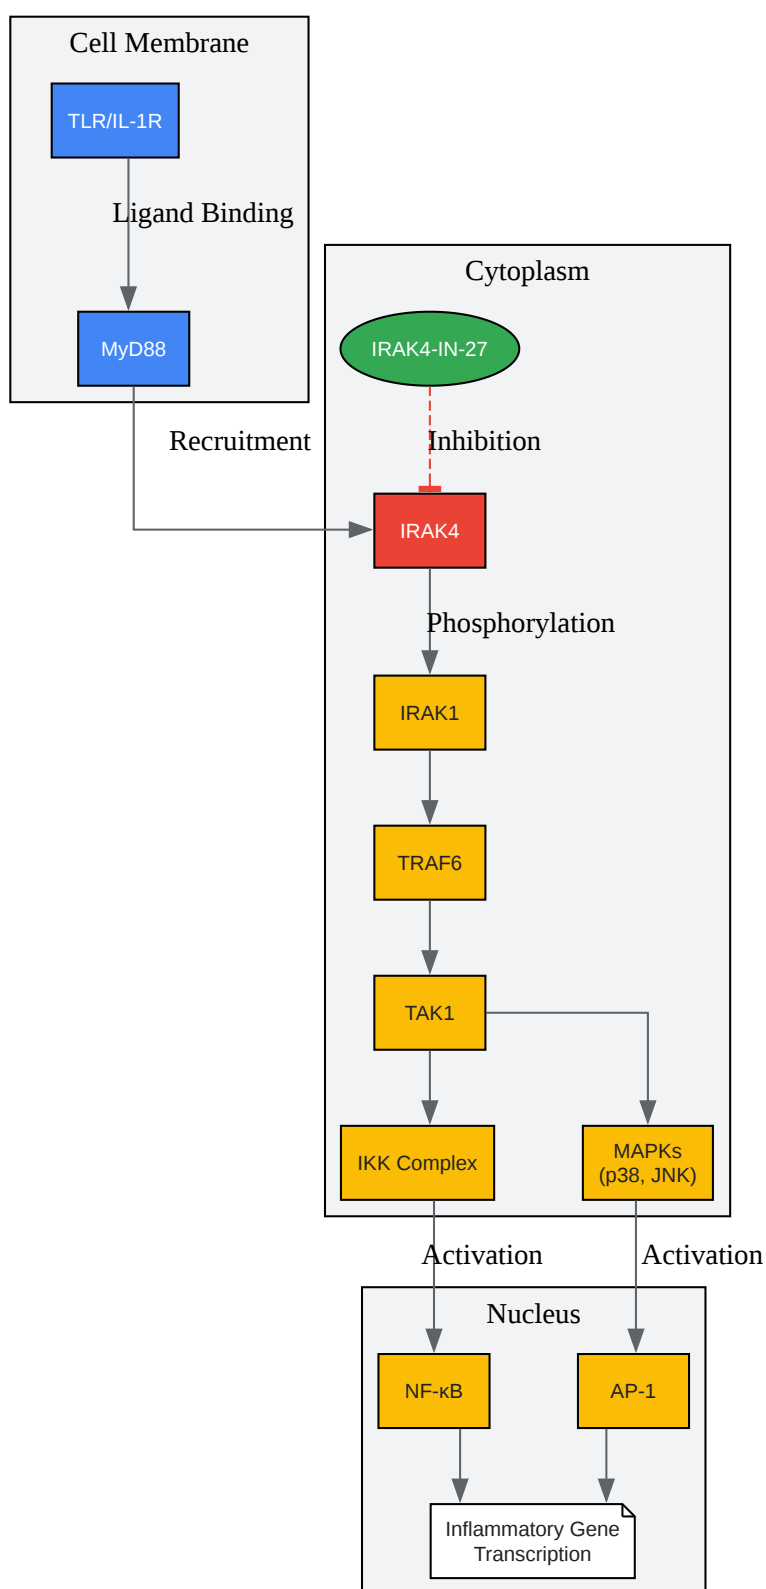 Cell Membrane
TLR/IL-1R
Ligand Binding
MyD88
Recruitment
Cytoplasm
IRAK4-IN-27
Inhibition
IRAK4
Phosphorylation
IRAK1
TRAF6
TAK1
IKK Complex
MAPKs
(p38, JNK)
Activation
Activation
Nucleus
NF-κB
AP-1
Inflammatory Gene
Transcription